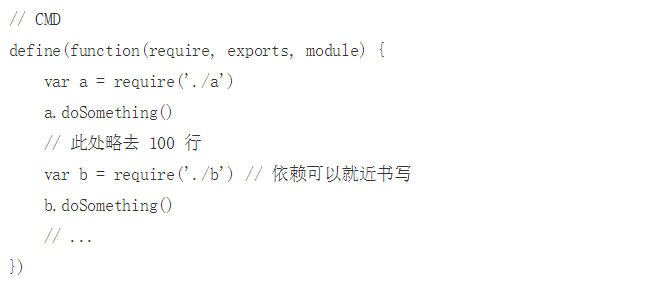 // CMD
define(function(require, exports, module) {
    var a = require('./a')
    a.doSomething()
    // 此处略去 100 行
    var b = require('./b') // 依赖可以就近书写
    b.doSomething()
    // ...
})